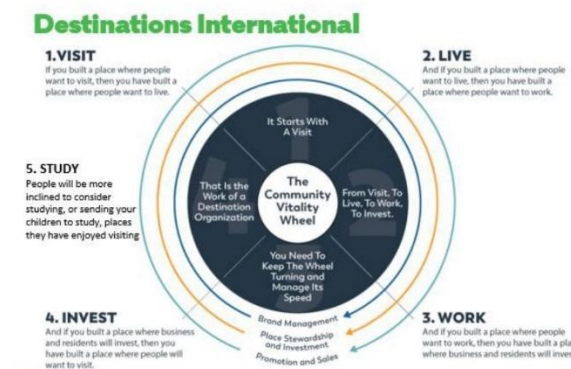 Destinations International
1.VISIT
If you built a place where people
want to visit, then you have built a
place where people want to live.
2. LIVE
And if you built a place where people
want to live, then you have built a
place where people want to work.
It Starts With
A Visit
5. STUDY
People will be more
inclined to consider
studying, or sending your
children to study, places
they have enjoyed visiting
That Is the
Work of a
Destination
Organization
The
Community
Vitality
Wheel
From Visit, To
Live, To Work,
To Invest.
You Need To
Keep The Wheel
Turning and
Manage Its
Speed
4. INVEST
And if you built a place where business
and residents will invest, then you
have built a place where people will
want to visit.
Brand Management
Place Stewardship
and Investment
Promotion and Sales
3. WORK
And if you built a place where people
want to work, then you have built a pla
where business and residents will inves
1
2
3
4